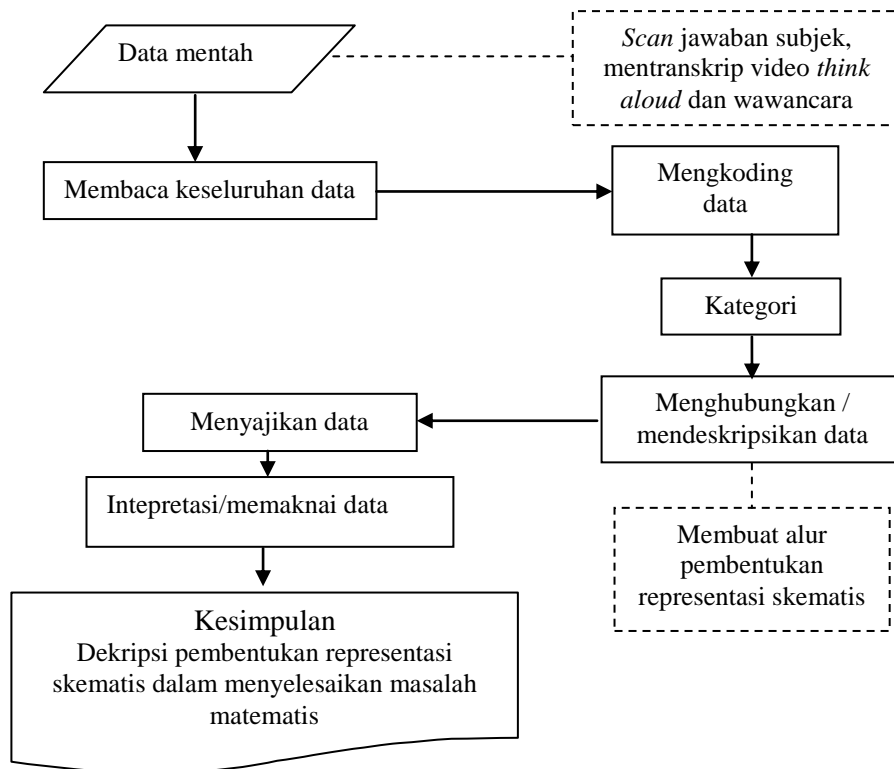 Data mentah
Scan jawaban subjek,
mentranskrip video think
aloud dan wawancara
Membaca keseluruhan data
Mengkoding
data
Kategori
Menghubungkan /
mendeskripsikan data
Menyajikan data
Intepretasi/memaknai data
Membuat alur
pembentukan
representasi skematis
Kesimpulan
Dekripsi pembentukan representasi
skematis dalam menyelesaikan masalah
matematis